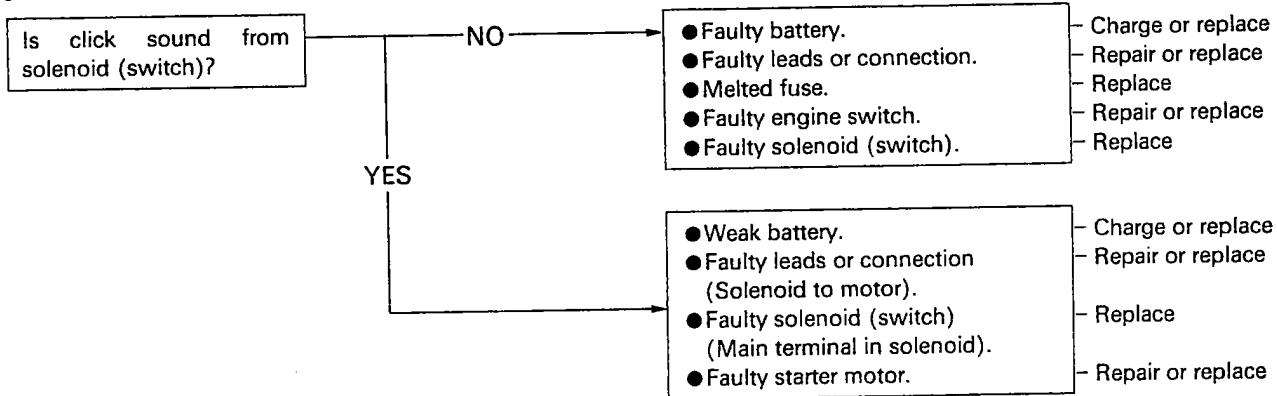 Is click sound from
solenoid (switch)?
NO
● Faulty battery. – Charge or replace
● Faulty leads or connection. – Repair or replace
● Melted fuse. – Replace
● Faulty engine switch. – Repair or replace
● Faulty solenoid (switch). – Replace
YES
● Weak battery. – Charge or replace
● Faulty leads or connection – Repair or replace
(Solenoid to motor).
● Faulty solenoid (switch) – Replace
(Main terminal in solenoid).
● Faulty starter motor. – Repair or replace